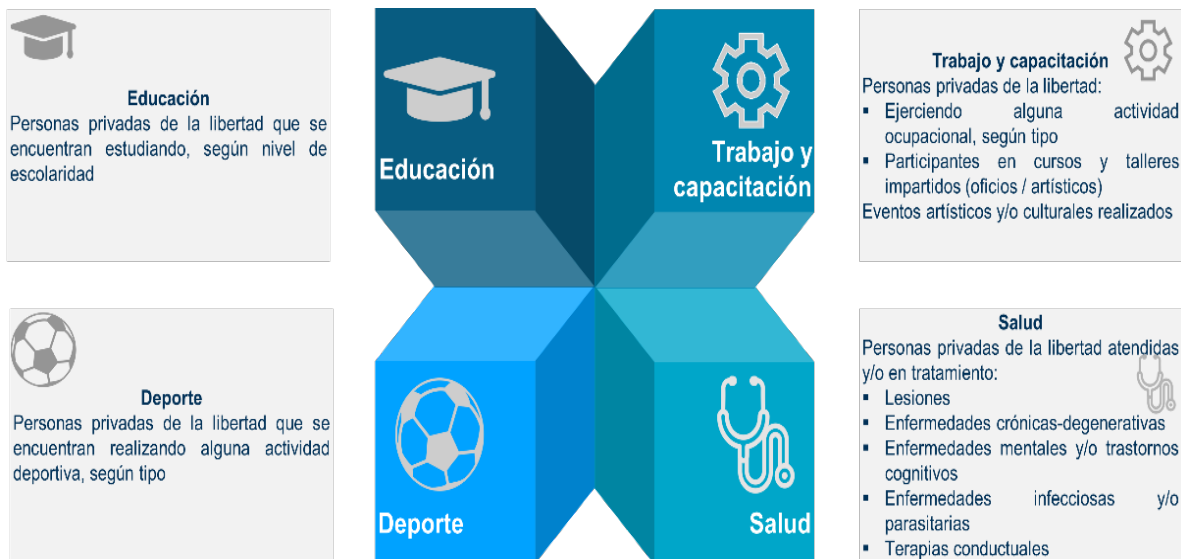 Educación
Personas privadas de la libertad que se
encuentran estudiando, según nivel de
escolaridad
Educación
Trabajo y
capacitación
Trabajo y capacitación
Personas privadas de la libertad:
▪ Ejerciendo alguna actividad
ocupacional, según tipo
▪ Participantes en cursos y talleres
impartidos (oficios / artísticos)
Eventos artísticos y/o culturales realizados
Deporte
Personas privadas de la libertad que se
encuentran realizando alguna actividad
deportiva, según tipo
Deporte
Salud
Salud
Personas privadas de la libertad atendidas
y/o en tratamiento:
▪ Lesiones
▪ Enfermedades crónicas-degenerativas
▪ Enfermedades mentales y/o trastornos
cognitivos
▪ Enfermedades infecciosas y/o
parasitarias
▪ Terapias conductuales